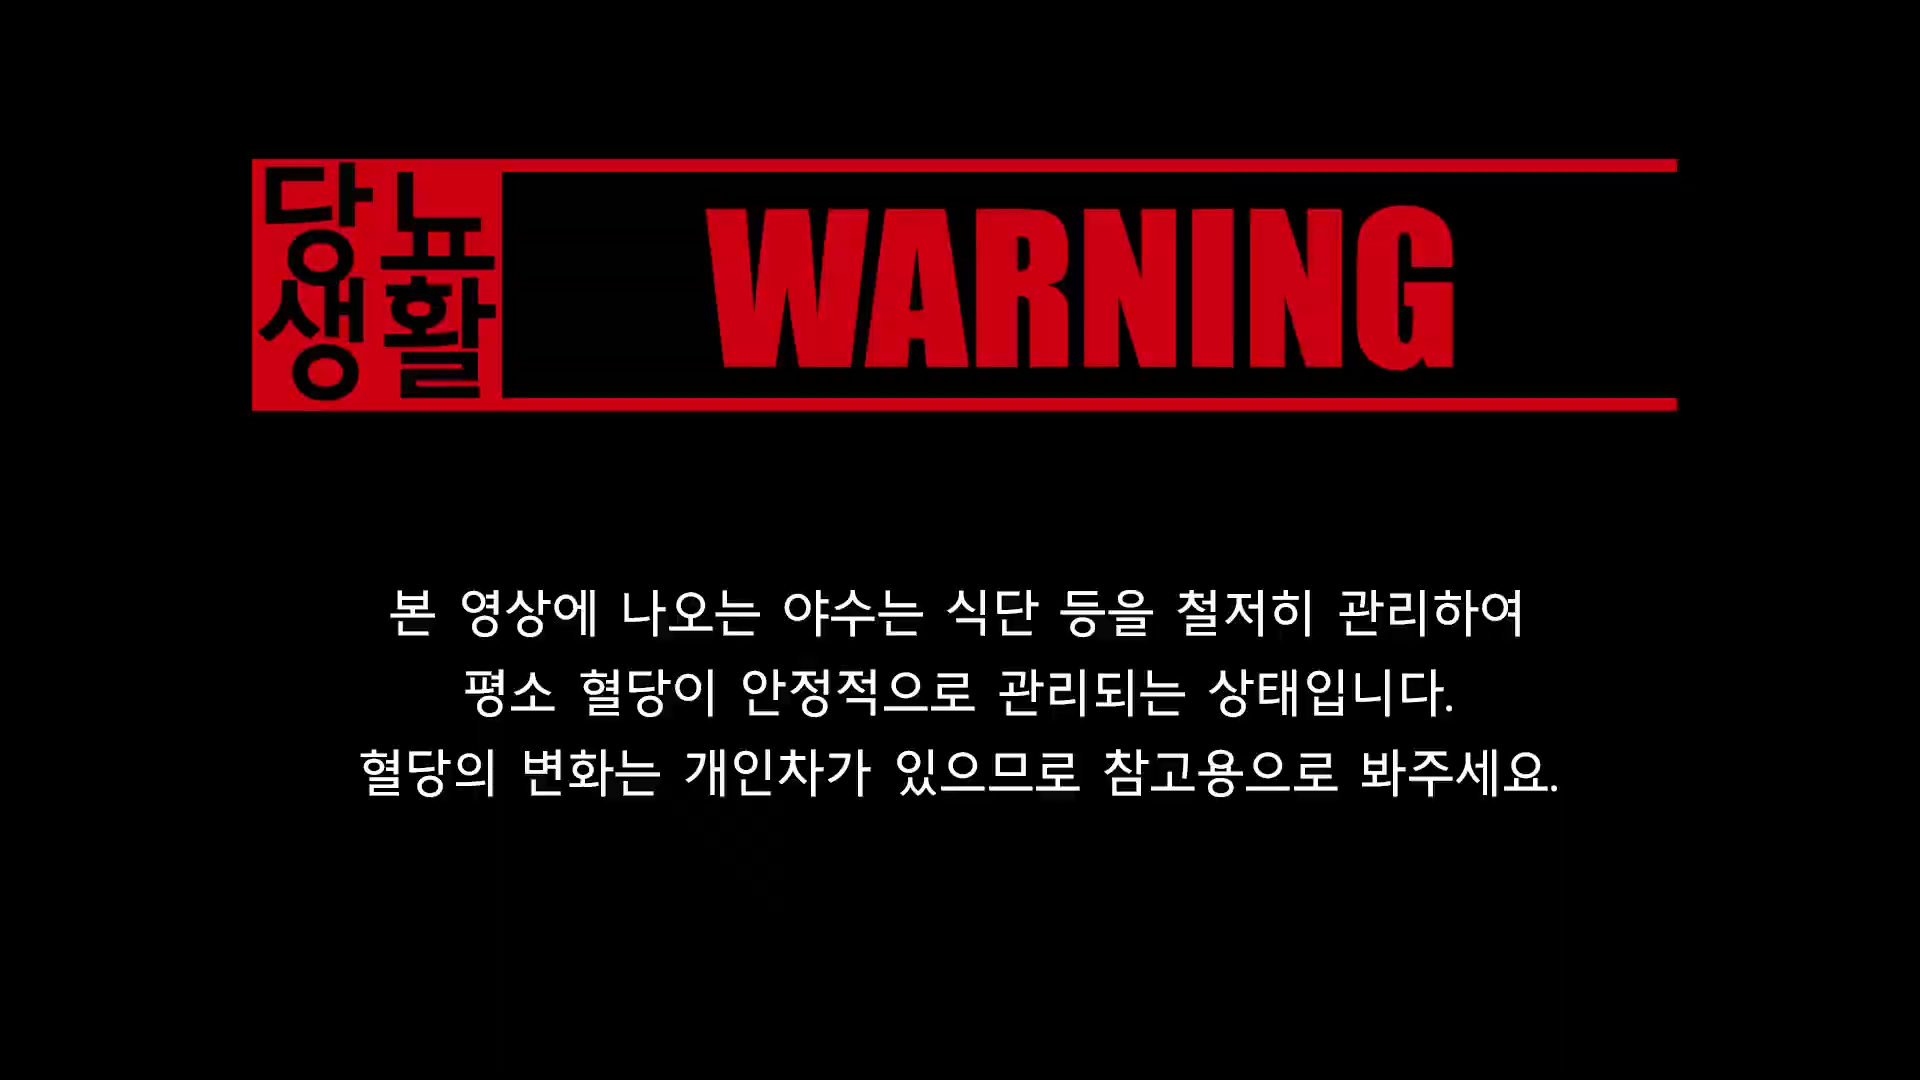 당뇨
생활
WARNING
본 영상에 나오는 야수는 식단 등을 철저히 관리하여
평소 혈당이 안정적으로 관리되는 상태입니다.
혈당의 변화는 개인차가 있으므로 참고용으로 봐주세요.